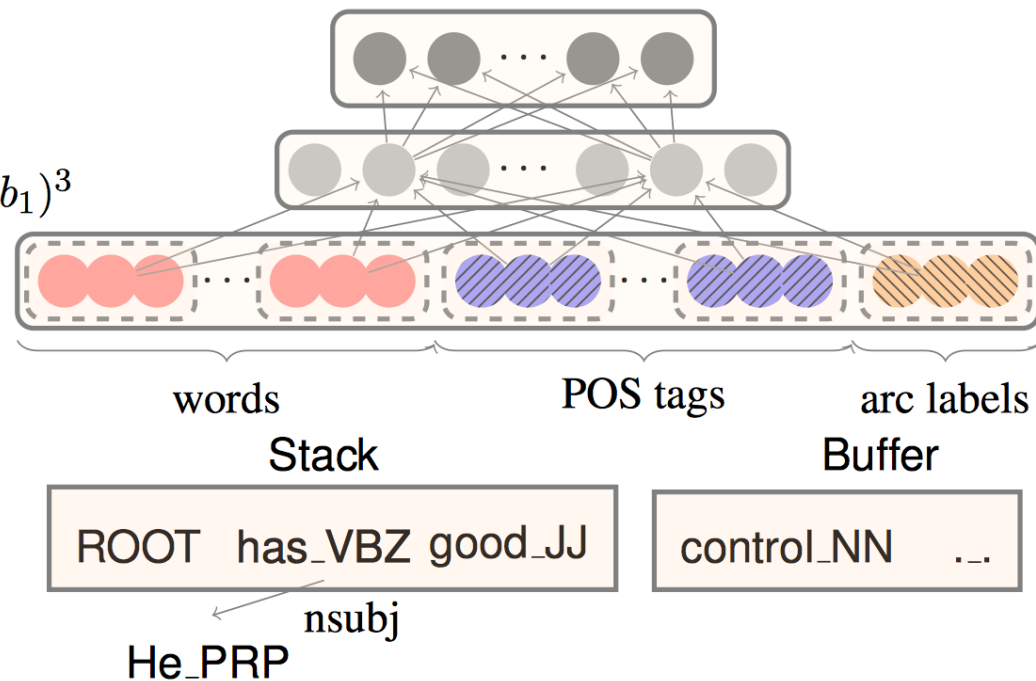 b₁)³
words POS tags arc labels
Stack Buffer
ROOT has_VBZ good_JJ control_NN ._.
nsubj
He_PRP